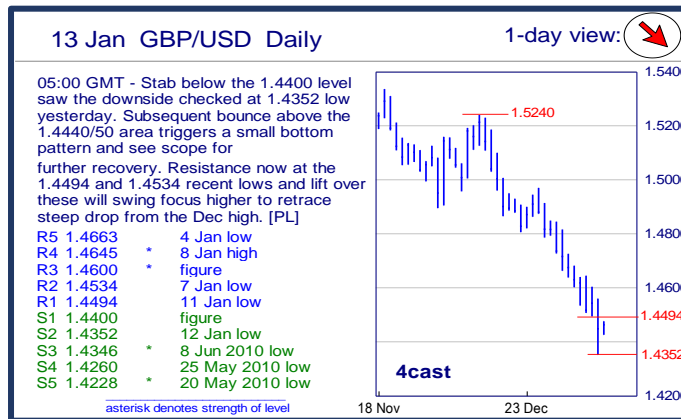 13 Jan GBP/USD Daily
1-day view:
05:00 GMT - Stab below the 1.4400 level
saw the downside checked at 1.4352 low
yesterday. Subsequent bounce above the
1.4440/50 area triggers a small bottom
pattern and see scope for
further recovery. Resistance now at the
1.4494 and 1.4534 recent lows and lift over
these will swing focus higher to retrace
steep drop from the Dec high. [PL]
R5 1.4663 4 Jan low
R4 1.4645 * 8 Jan high
R3 1.4600 * figure
R2 1.4534 7 Jan low
R1 1.4494 11 Jan low
S1 1.4400 figure
S2 1.4352 12 Jan low
S3 1.4346 * 8 Jun 2010 low
S4 1.4260 25 May 2010 low
S5 1.4228 * 20 May 2010 low
asterisk denotes strength of level
1.5400
1.5240
1.5200
1.5000
1.4800
1.4600
1.4494
1.4352
1.4200
4cast
18 Nov 23 Dec